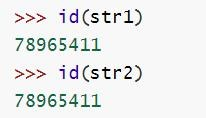 >>> id(str1)
78965411
>>> id(str2)
78965411